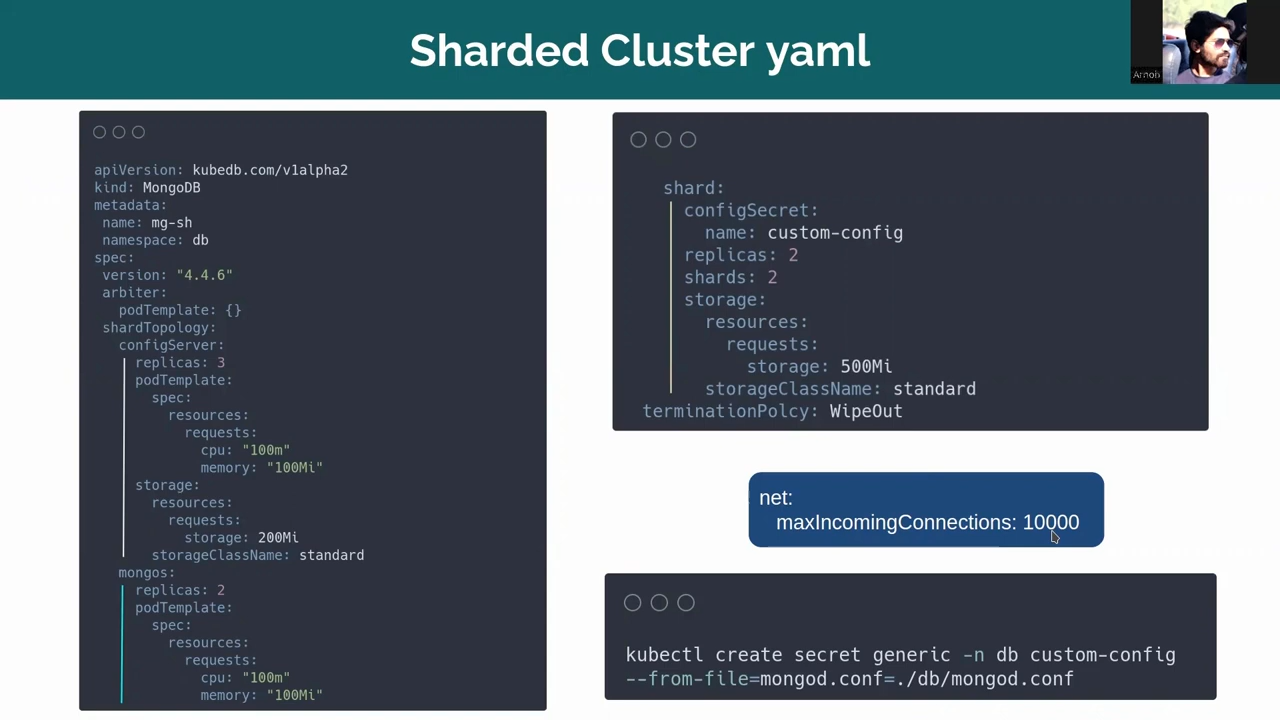 Sharded Cluster yaml
Arnob
apiVersion: kubedb.com/v1alpha2
kind: MongoDB
metadata:
name: mg-sh
namespace: db
spec:
version: "4.4.6"
arbiter:
podTemplate: {}
shardTopology:
configServer:
replicas: 3
podTemplate:
spec:
resources:
requests:
cpu: "100m"
memory: "100Mi"
storage:
resources:
requests:
storage: 200Mi
storageClassName: standard
mongos:
replicas: 2
podTemplate:
spec:
resources:
requests:
cpu: "100m"
memory: "100Mi"
shard:
configSecret:
name: custom-config
replicas: 2
shards: 2
storage:
resources:
requests:
storage: 500Mi
storageClassName: standard
terminationPolcy: WipeOut
net:
maxIncomingConnections: 10000
kubectl create secret generic -n db custom-config
--from-file=mongod.conf=./db/mongod.conf